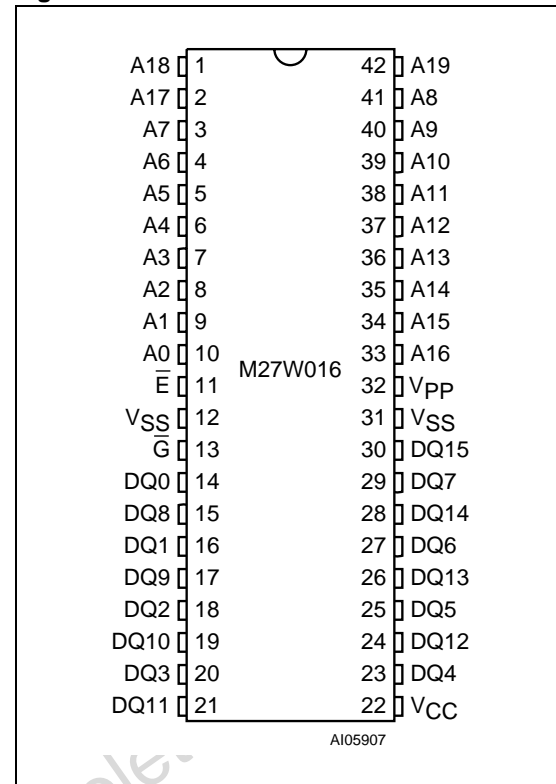 A18 1 42 A19
A17 2 41 A8
A7 3 40 A9
A6 4 39 A10
A5 5 38 A11
A4 6 37 A12
A3 7 36 A13
A2 8 35 A14
A1 9 34 A15
A0 10 33 A16
M27W016
E̅ 11 32 VPP
VSS 12 31 VSS
G̅ 13 30 DQ15
DQ0 14 29 DQ7
DQ8 15 28 DQ14
DQ1 16 27 DQ6
DQ9 17 26 DQ13
DQ2 18 25 DQ5
DQ10 19 24 DQ12
DQ3 20 23 DQ4
DQ11 21 22 VCC
AI05907